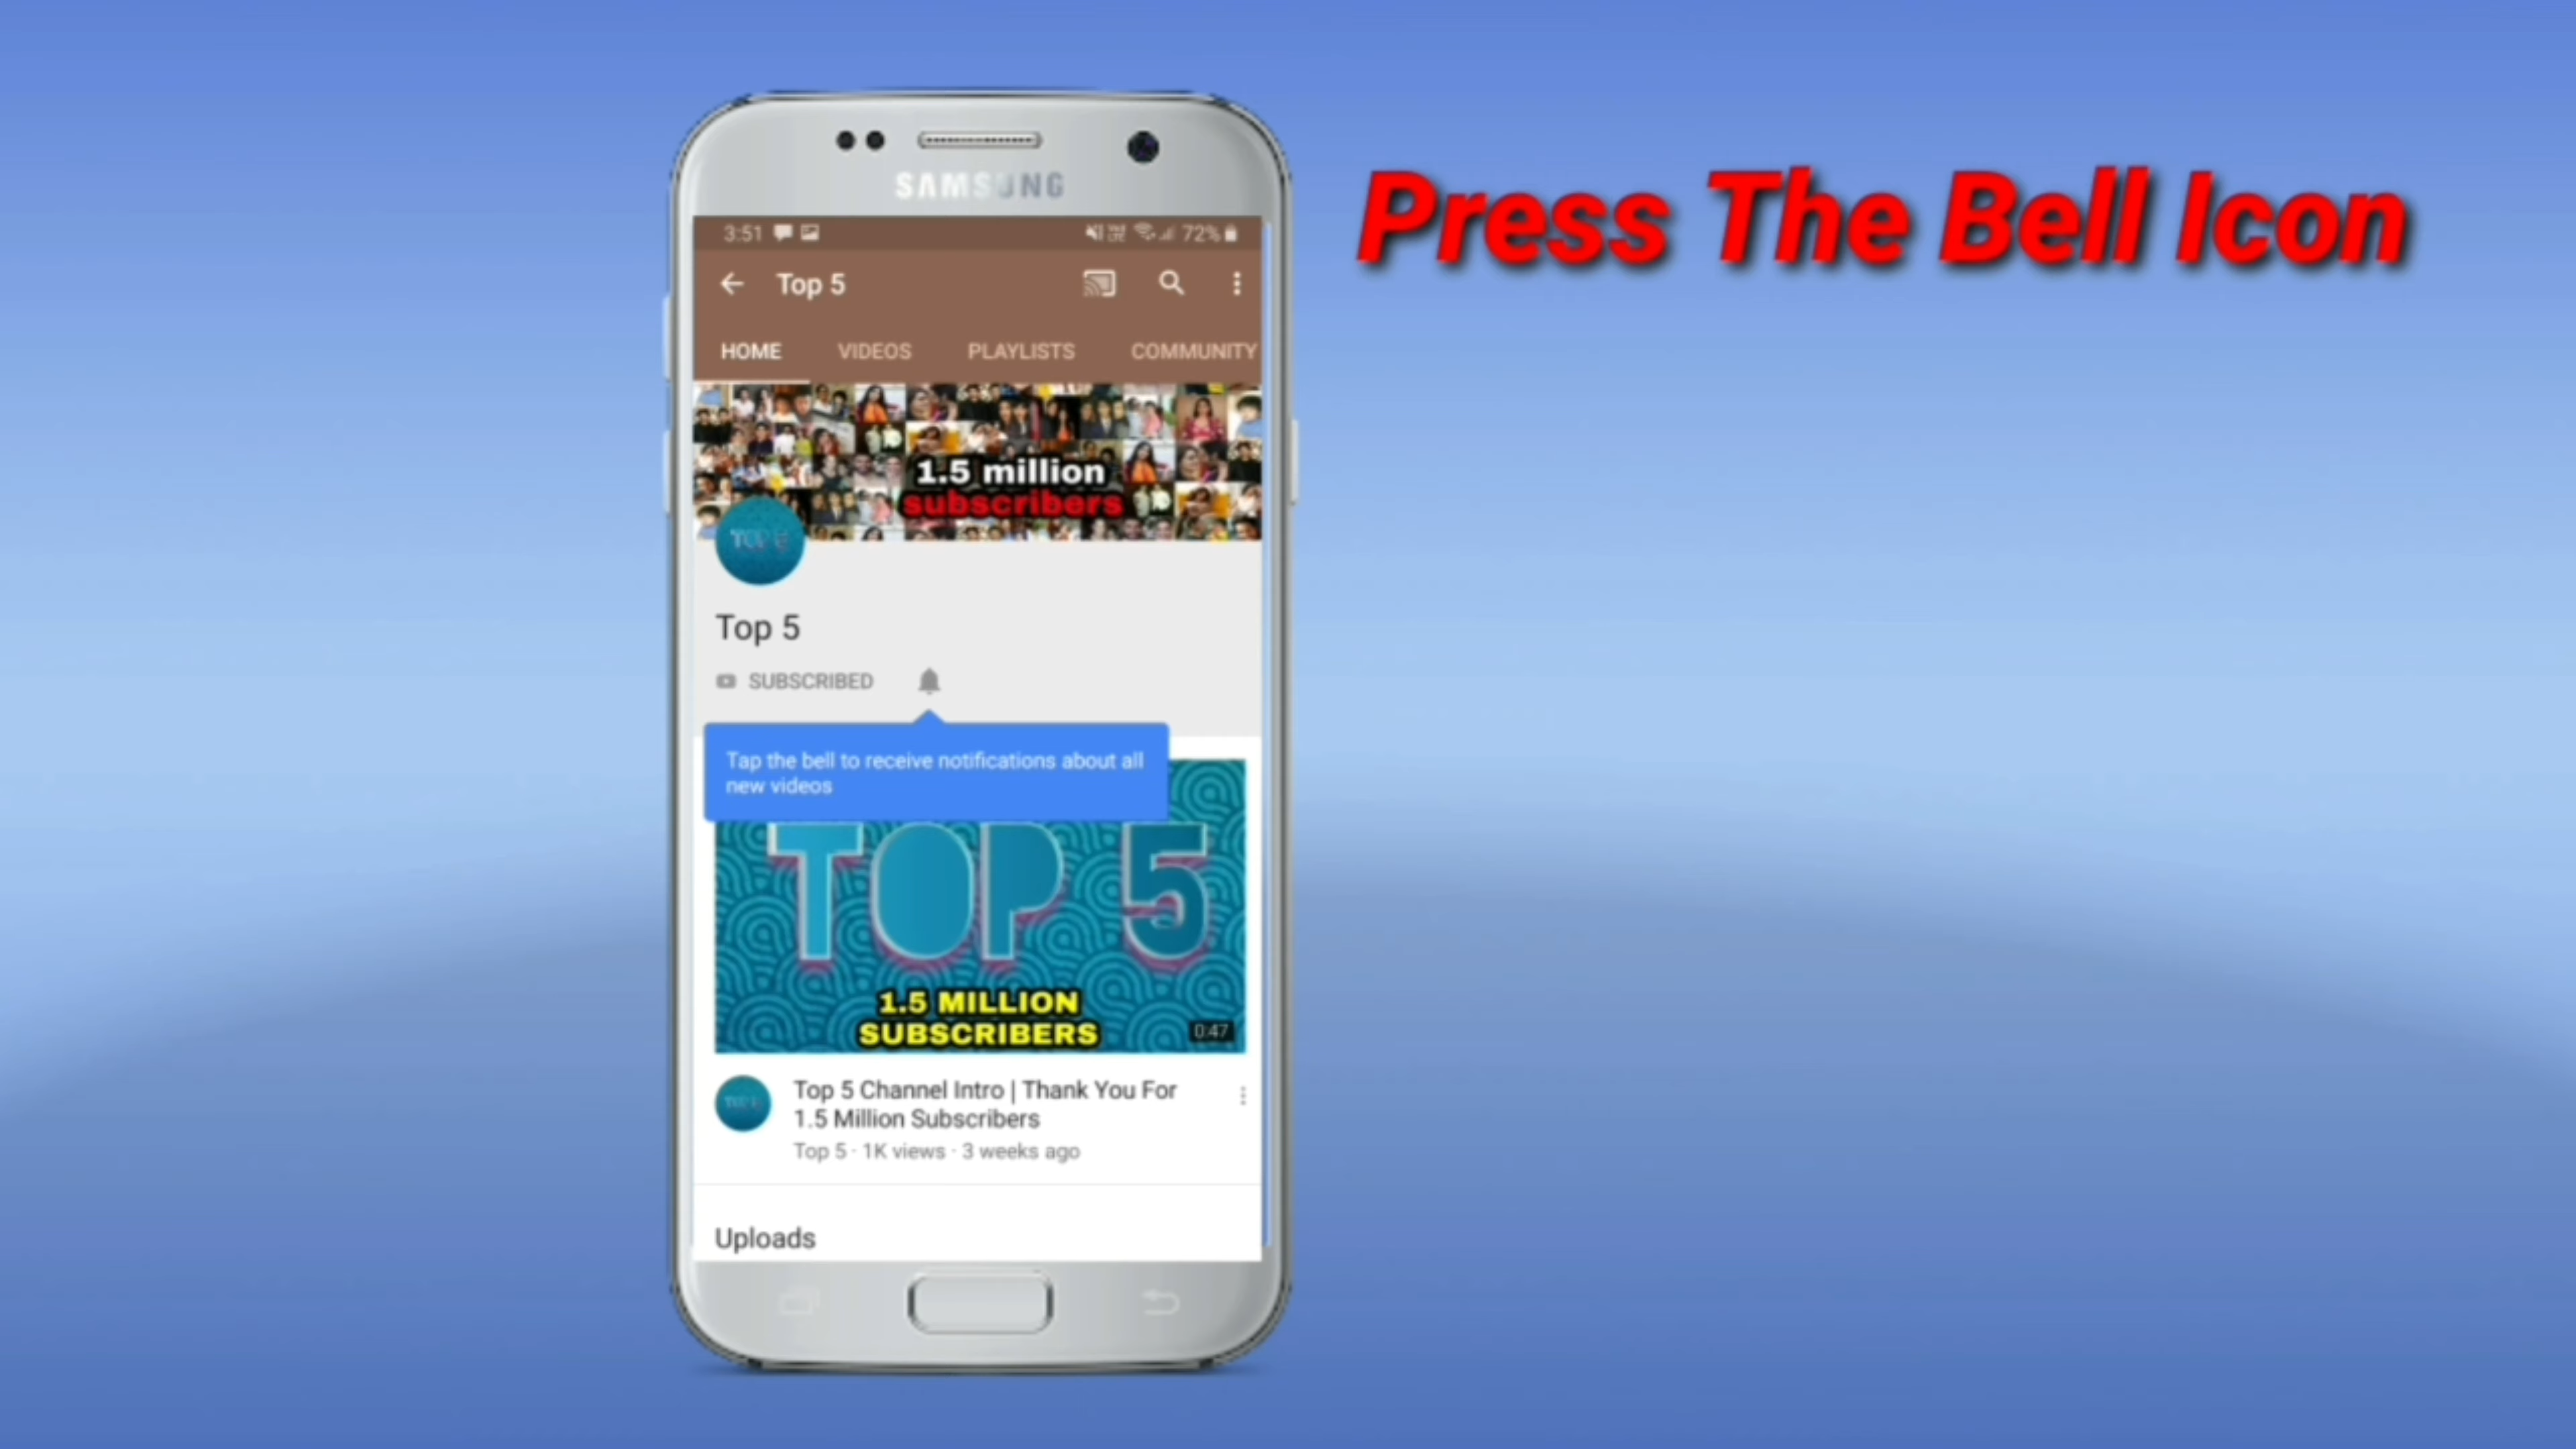 Press The Bell Icon
SAMSUNG
3:51
72%
Top 5
HOME VIDEOS PLAYLISTS COMMUNITY
1.5 million
subscribers
TOP 5
Top 5
SUBSCRIBED
Tap the bell to receive notifications about all
new videos
TOP 5
1.5 MILLION
SUBSCRIBERS
0:47
Top 5 Channel Intro | Thank You For
1.5 Million Subscribers
Top 5 · 1K views · 3 weeks ago
Uploads